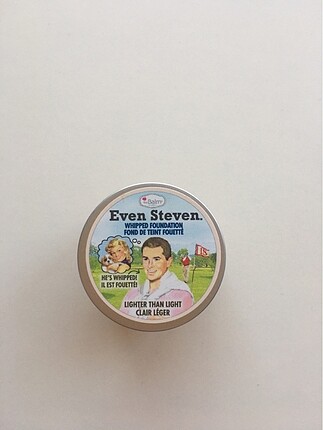 theBalm
Even Steven.
WHIPPED FOUNDATION
FOND DE TEINT FOUETTÉ
HE'S WHIPPED!
IL EST FOUETTÉ!
LIGHTER THAN LIGHT
CLAIR LÉGER